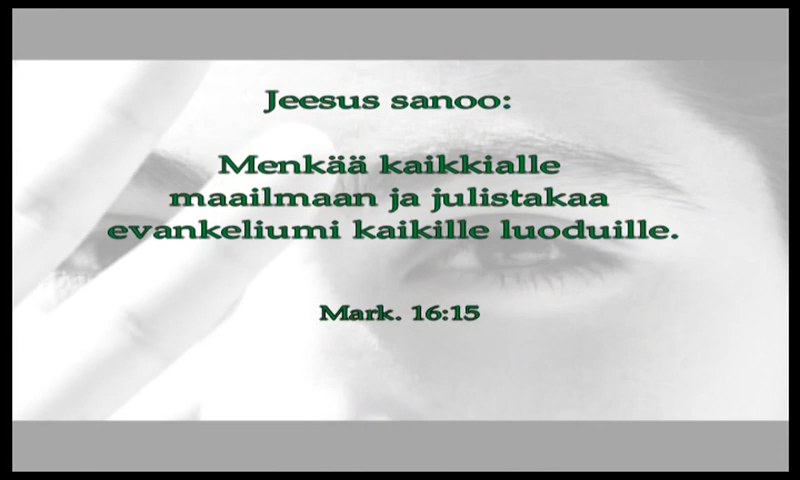 Jeesus sanoo:
Menkää kaikkialle
maailmaan ja julistakaa
evankeliumi kaikille luoduille.
Mark. 16:15